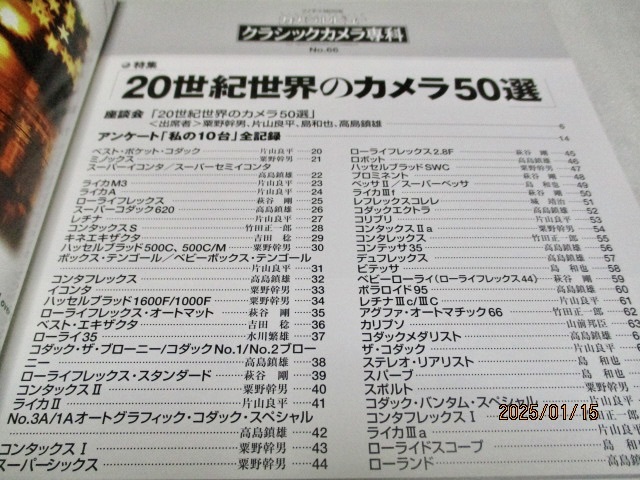 クラシックカメラ専科
No.66
特集
「20世紀世界のカメラ50選」
座談会「20世紀世界のカメラ50選」
<出席者>粟野幹男、片山良平、島和也、高島鎮雄 6
アンケート「私の10台」全記録 14
ベスト・ポケット・コダック 片山良平 20
ミノックス 粟野幹男 21
スーパーイコンタ/スーパーセミイコンタ
高島鎮雄 22
ライカM3 片山良平 23
ライカA 片山良平 24
ローライフレックス 萩谷 剛 25
スーパーコダック620 高島鎮雄 26
レチナ 片山良平 27
コンタックスS 竹田正一郎 28
キネエキザクタ 吉田 稔 29
ハッセルブラッド500C、500C/M 粟野幹男 30
ボックス・テンゴール/ベビーボックス・テンゴール
片山良平 31
コンタフレックス 高島鎮雄 32
イコンタ 粟野幹男 33
ハッセルブラッド1600F/1000F 粟野幹男 34
ローライフレックス・オートマット 萩谷 剛 35
ベスト・エキザクタ 吉田 稔 36
ローライ35 水川繁雄 37
コダック・ザ・ブローニー/コダックNo.1/No.2ブロー
ニー 高島鎮雄 38
ローライフレックス・スタンダード 萩谷 剛 39
コンタックスⅡ 粟野幹男 40
ライカⅡ 片山良平 41
No.3A/1Aオートグラフィック・コダック・スペシャル
高島鎮雄 42
コンタックスⅠ 粟野幹男 43
スーパーシックス 粟野幹男 44
ローライフレックス2.8F 萩谷 剛 45
ロボット 高島鎮雄 46
ハッセルブラッドSWC 粟野幹男 47
プロミネント 萩谷 剛 48
ベッサⅡ/スーパーベッサ 島 和也 49
ライカⅢf 萩谷 剛 50
レフレックスコレレ 城 靖治 51
コダックエクトラ 高島鎮雄 52
コリブリ 片山良平 53
コンタックスⅡa 粟野幹男 54
コンタレックス 竹田正一郎 55
コンテッサ35 高島鎮雄 56
デュフレックス 高島鎮雄 57
ビテッサ 島 和也 58
ベビーローライ(ローライフレックス44) 萩谷 剛 59
ポラロイド95 高島鎮雄 60
レチナⅢc/ⅢC 片山良平 61
アグファ・オートマチック66 竹田正一郎 62
カリプソ 山前邦臣 63
コダックメダリスト 高島鎮雄
ザ・コダック 片山良平
ステレオ・リアリスト 島 和也
スパーブ 島 和也
スポルト 粟野幹男
コダック・バンタム・スペシャル 片山良平
コンタフレックスⅠ 竹田正一郎
ライカⅢa 片山良平
ローライドスコープ 島 和也
ローランド 高島鎮雄
2025/01/15